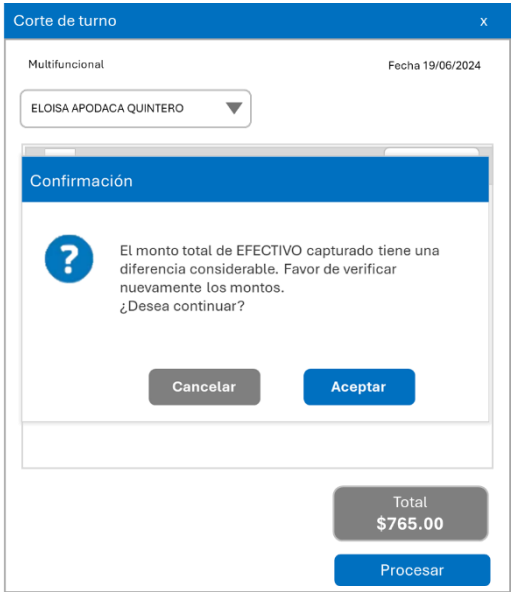 Corte de turno x
Multifuncional Fecha 19/06/2024
ELOISA APODACA QUINTERO
Confirmación
?
El monto total de EFECTIVO capturado tiene una
diferencia considerable. Favor de verificar
nuevamente los montos.
¿Desea continuar?
Cancelar Aceptar
Total
$765.00
Procesar